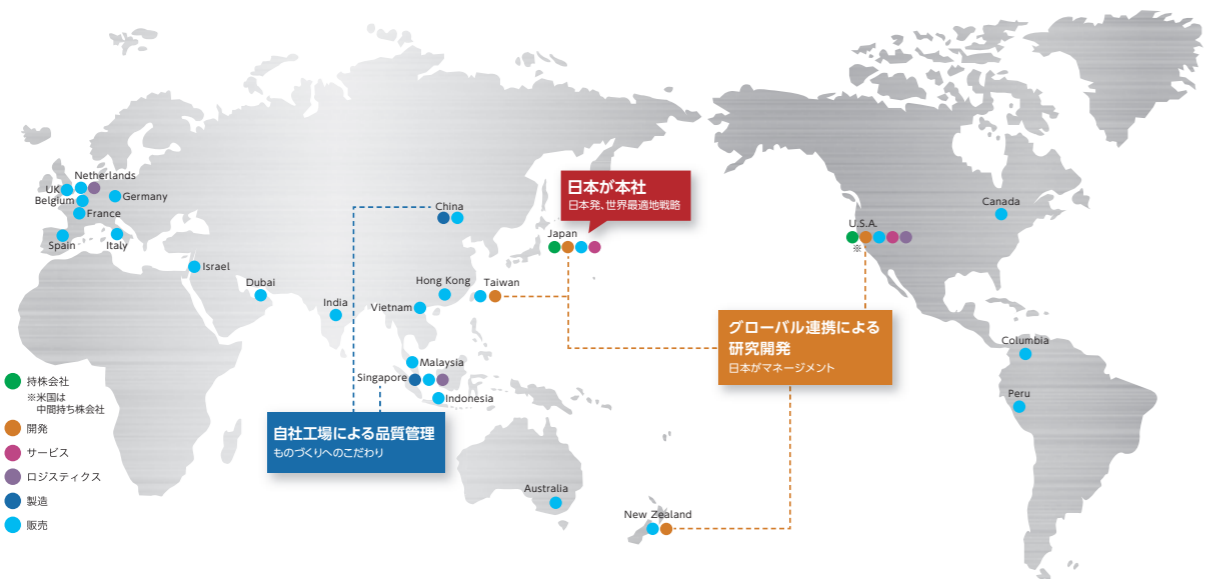 Netherlands
UK
Belgium
Germany
France
Spain
Italy
Israel
Dubai
India
China
Hong Kong
Taiwan
Vietnam
Malaysia
Singapore
Indonesia
日本が本社
日本発、世界最適地戦略
Japan
U.S.A.
※
Canada
グローバル連携による
研究開発
日本がマネージメント
Columbia
Peru
自社工場による品質管理
ものづくりへのこだわり
Australia
New Zealand
持株会社
※米国は
中間持ち株会社
開発
サービス
ロジスティクス
製造
販売